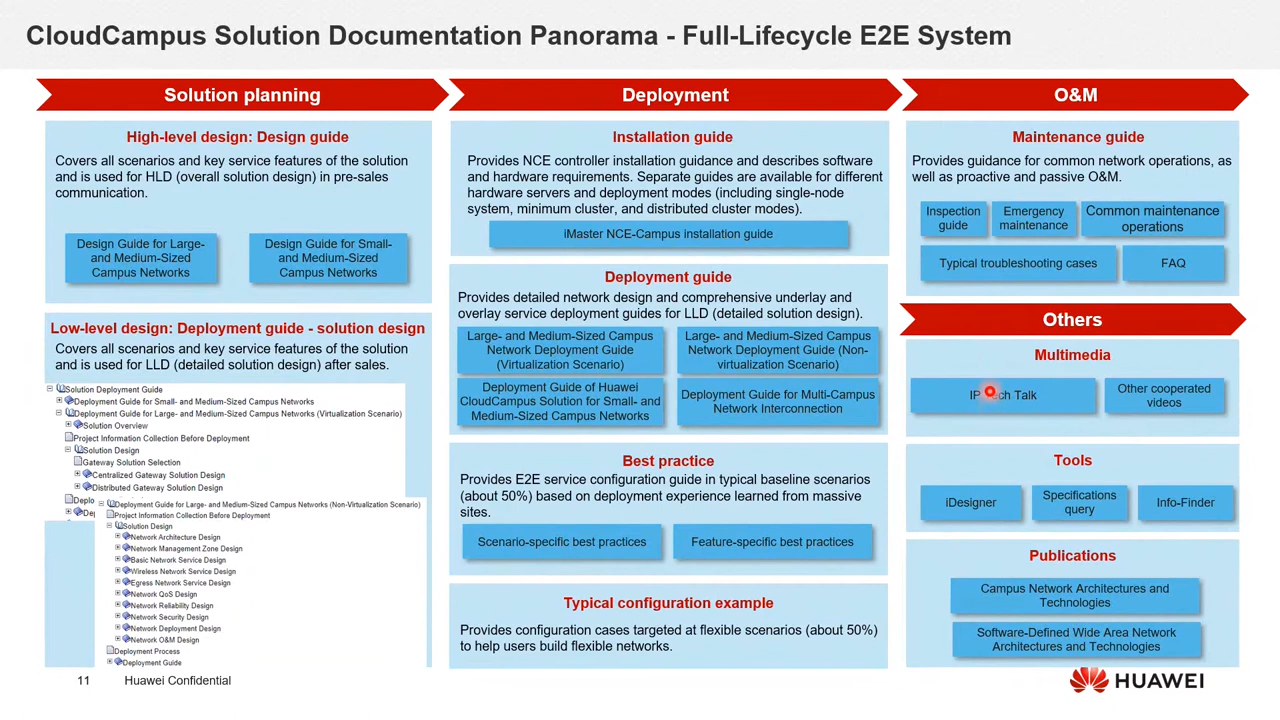 CloudCampus Solution Documentation Panorama - Full-Lifecycle E2E System
Solution planning
High-level design: Design guide
Covers all scenarios and key service features of the solution
and is used for HLD (overall solution design) in pre-sales
communication.
Design Guide for Large-
and Medium-Sized
Campus Networks
Design Guide for Small-
and Medium-Sized
Campus Networks
Low-level design: Deployment guide - solution design
Covers all scenarios and key service features of the solution
and is used for LLD (detailed solution design) after sales.
Solution Deployment Guide
Deployment Guide for Small- and Medium-Sized Campus Networks
Deployment Guide for Large- and Medium-Sized Campus Networks (Virtualization Scenario)
Solution Overview
Project Information Collection Before Deployment
Solution Design
Gateway Solution Selection
Centralized Gateway Solution Design
Distributed Gateway Solution Design
Deplo
Dep
Deployment Guide for Large- and Medium-Sized Campus Networks (Non-Virtualization Scenario)
Project Information Collection Before Deployment
Solution Design
Network Architecture Design
Network Management Zone Design
Basic Network Service Design
Wireless Network Service Design
Egress Network Service Design
Network QoS Design
Network Reliability Design
Network Security Design
Network Deployment Design
Network O&M Design
Deployment Process
Deployment Guide
Deployment
Installation guide
Provides NCE controller installation guidance and describes software
and hardware requirements. Separate guides are available for different
hardware servers and deployment modes (including single-node
system, minimum cluster, and distributed cluster modes).
iMaster NCE-Campus installation guide
Deployment guide
Provides detailed network design and comprehensive underlay and
overlay service deployment guides for LLD (detailed solution design).
Large- and Medium-Sized Campus
Network Deployment Guide
(Virtualization Scenario)
Large- and Medium-Sized Campus
Network Deployment Guide (Non-
virtualization Scenario)
Deployment Guide of Huawei
CloudCampus Solution for Small- and
Medium-Sized Campus Networks
Deployment Guide for Multi-Campus
Network Interconnection
Best practice
Provides E2E service configuration guide in typical baseline scenarios
(about 50%) based on deployment experience learned from massive
sites.
Scenario-specific best practices
Feature-specific best practices
Typical configuration example
Provides configuration cases targeted at flexible scenarios (about 50%)
to help users build flexible networks.
O&M
Maintenance guide
Provides guidance for common network operations, as
well as proactive and passive O&M.
Inspection
guide
Emergency
maintenance
Common maintenance
operations
Typical troubleshooting cases
FAQ
Others
Multimedia
Talk
Other cooperated
videos
Tools
iDesigner
Specifications
query
Info-Finder
Publications
Campus Network Architectures and
Technologies
Software-Defined Wide Area Network
Architectures and Technologies
11
Huawei Confidential
HUAWEI